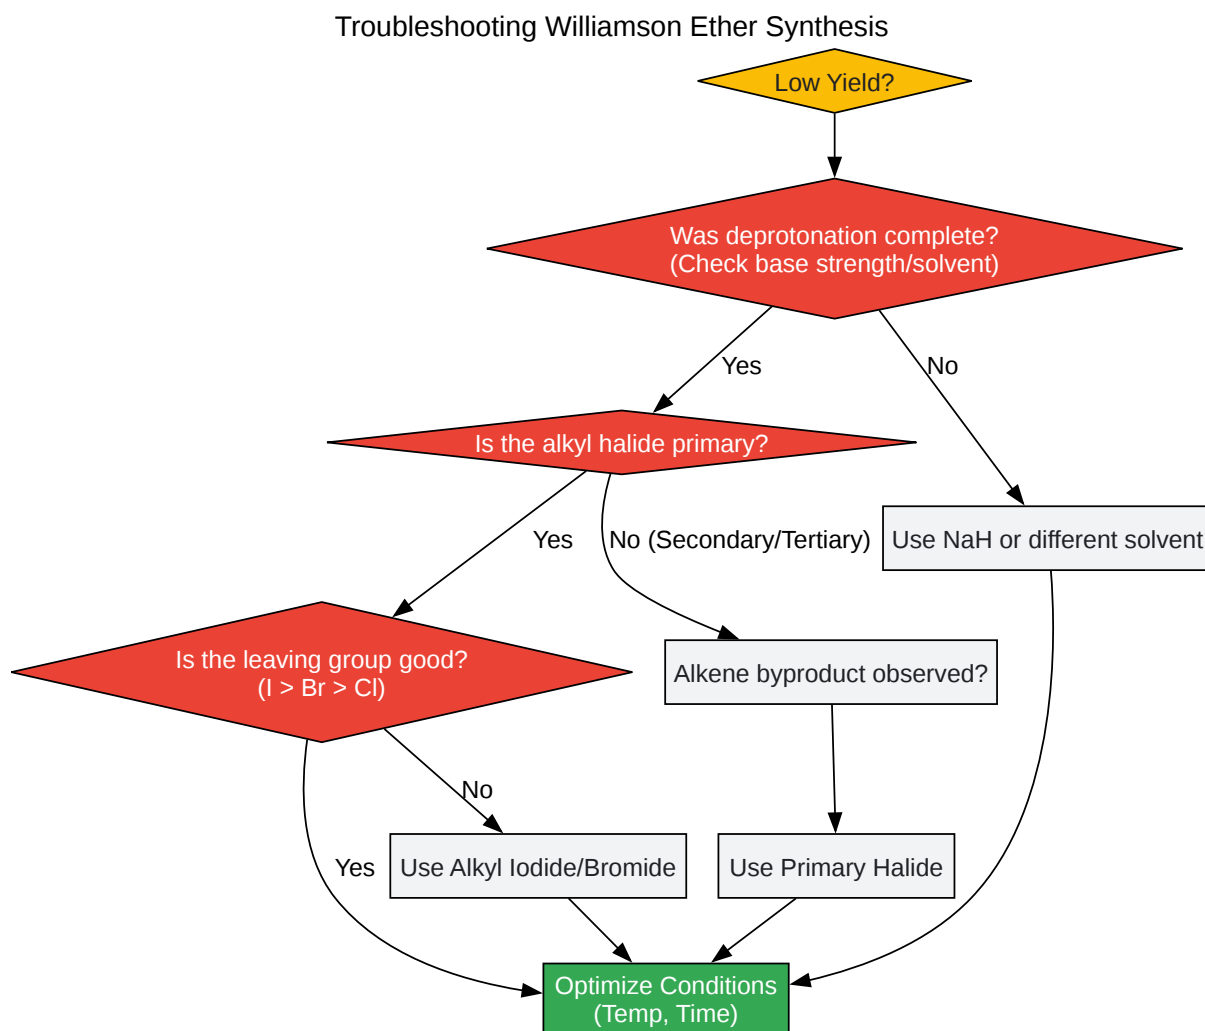 Troubleshooting Williamson Ether Synthesis
Low Yield?
Was deprotonation complete?
(Check base strength/solvent)
Yes
No
Is the alkyl halide primary?
Yes
No (Secondary/Tertiary)
Use NaH or different solvent
Is the leaving group good?
(I > Br > Cl)
Alkene byproduct observed?
No
Yes
Use Alkyl Iodide/Bromide
Use Primary Halide
Optimize Conditions
(Temp, Time)